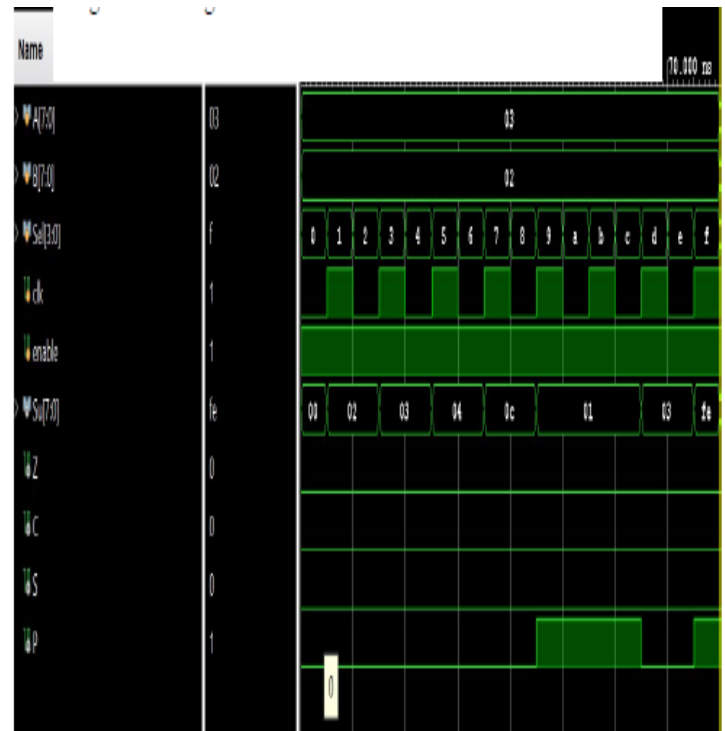 Name
70.000 ns
A[7:0] 03 03
B[7:0] 02 02
Sel[3:0] f 0 1 2 3 4 5 6 7 8 9 a b c d e f
clk 1
enable 1
Su[7:0] fe 00 02 03 04 0c 01 03 fe
Z 0
C 0
S 0
P 1
0